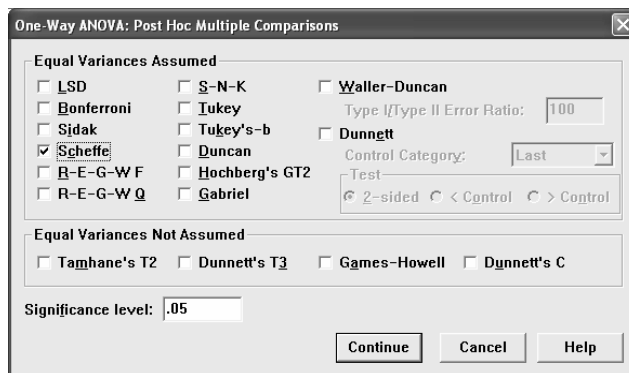 One-Way ANOVA: Post Hoc Multiple Comparisons
Equal Variances Assumed
LSD S-N-K Waller-Duncan
Bonferroni Tukey Type I/Type II Error Ratio: 100
Sidak Tukey's-b Dunnett
Scheffe Duncan Control Category: Last
R-E-G-W F Hochberg's GT2 Test
R-E-G-W Q Gabriel 2-sided < Control > Control
Equal Variances Not Assumed
Tamhane's T2 Dunnett's T3 Games-Howell Dunnett's C
Significance level: .05
Continue Cancel Help